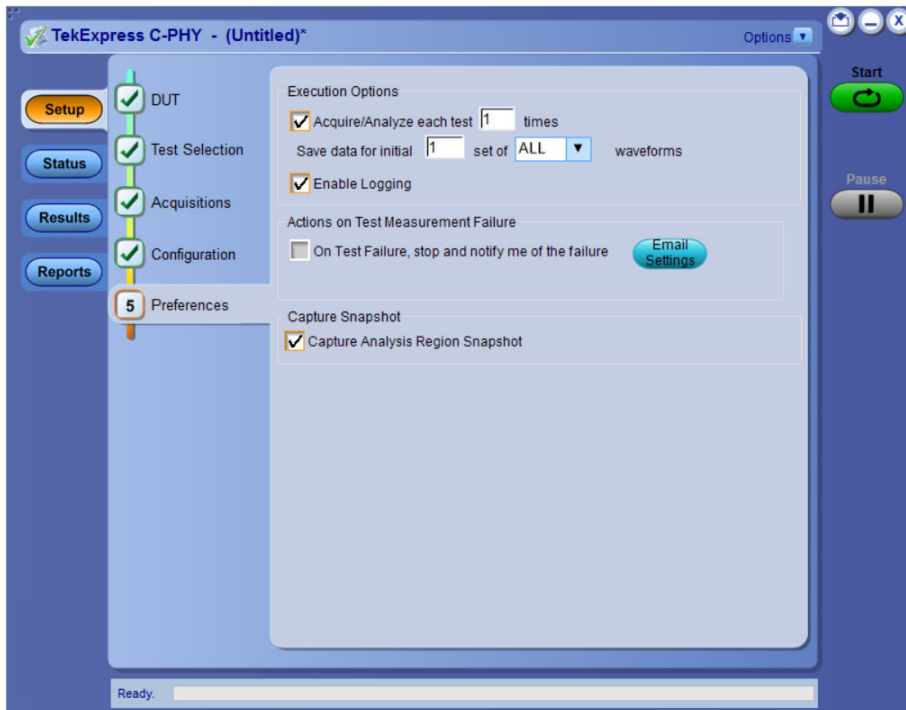 TekExpress C-PHY - (Untitled)*
Options
X
Start
Pause
Setup
Status
Results
Reports
DUT
Test Selection
Acquisitions
Configuration
5 Preferences
Execution Options
Acquire/Analyze each test 1 times
Save data for initial 1 set of ALL waveforms
Enable Logging
Actions on Test Measurement Failure
On Test Failure, stop and notify me of the failure
Email
Settings
Capture Snapshot
Capture Analysis Region Snapshot
Ready.